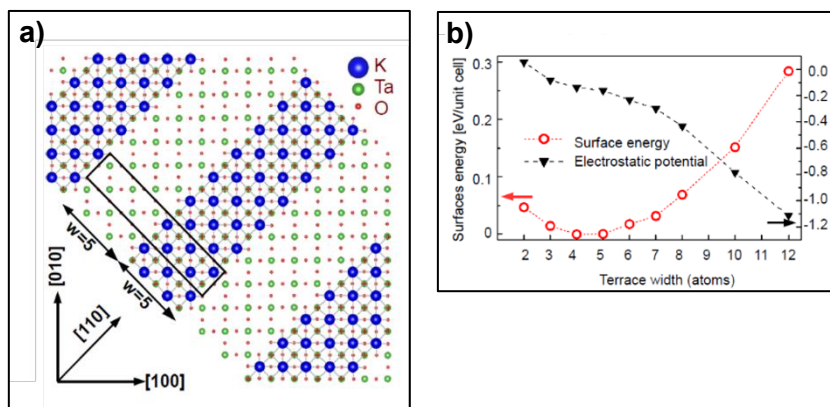 a)
K
Ta
O
w=5
w=5
[010]
[110]
[100]
b)
Surfaces energy [eV/unit cell]
0.3
0.2
0.1
0
Surface energy
Electrostatic potential
0.0
-0.2
-0.4
-0.6
-0.8
-1.0
-1.2
2 3 4 5 6 7 8 10 12
Terrace width (atoms)